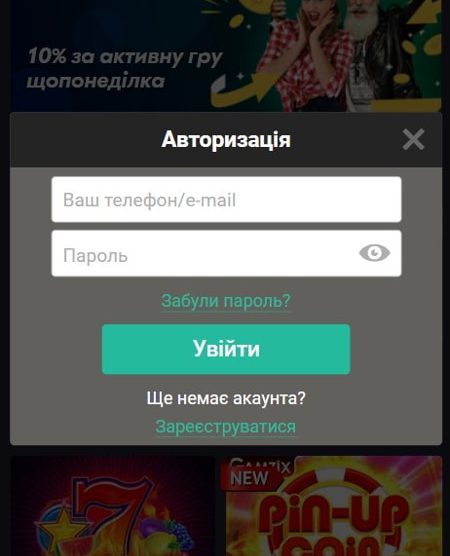 10% за активну гру
щопонеділка
Авторизація
Ваш телефон/e-mail
Пароль
Забули пароль?
Увійти
Ще немає акаунта?
Зареєструватися
GAMZIX
NEW
PiN-UP
COiN